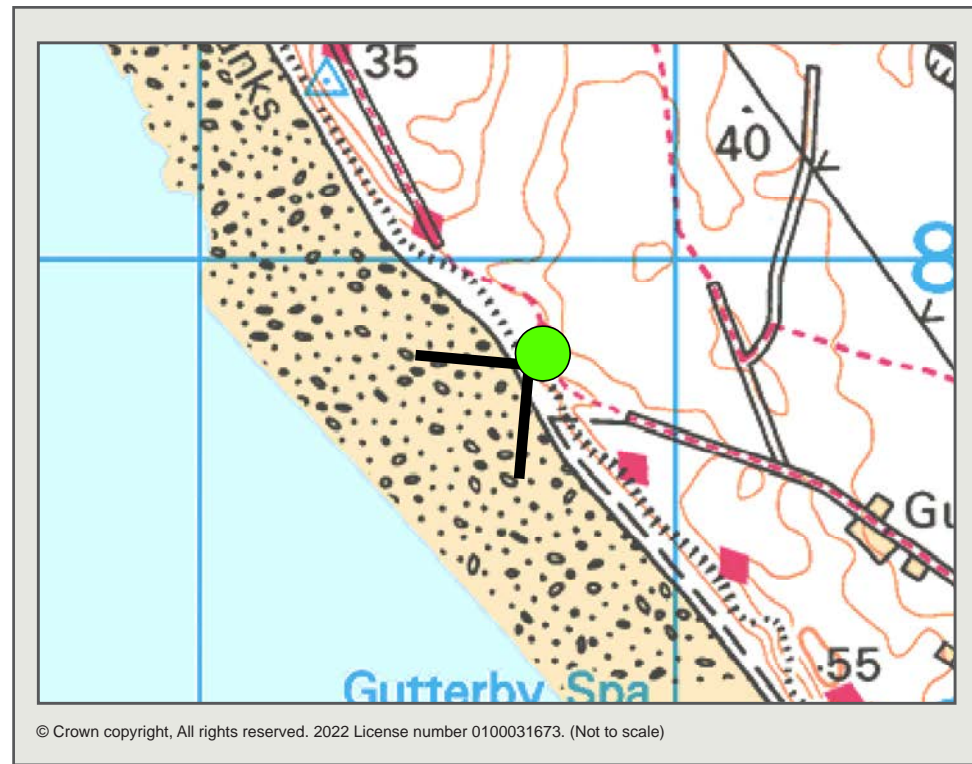 anks
35
40
8
Gu
55
Gutterby Spa
© Crown copyright, All rights reserved. 2022 License number 0100031673. (Not to scale)